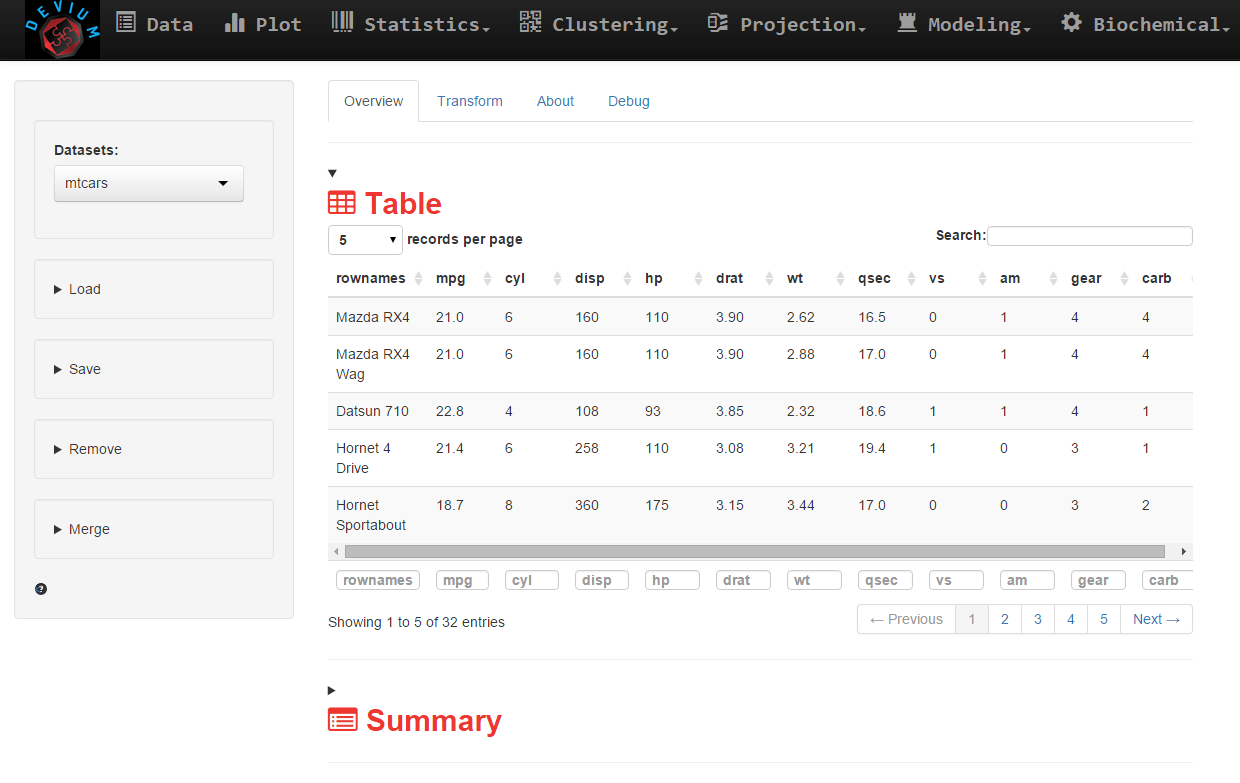 DEVIUM Data Plot Statistics Clustering Projection Modeling Biochemical
Overview Transform About Debug
Datasets:
mtcars
Load
Save
Remove
Merge
?
Table
5 records per page Search:
rownames mpg cyl disp hp drat wt qsec vs am gear carb
Mazda RX4 21.0 6 160 110 3.90 2.62 16.5 0 1 4 4
Mazda RX4 21.0 6 160 110 3.90 2.88 17.0 0 1 4 4
Wag
Datsun 710 22.8 4 108 93 3.85 2.32 18.6 1 1 4 1
Hornet 4 21.4 6 258 110 3.08 3.21 19.4 1 0 3 1
Drive
Hornet 18.7 8 360 175 3.15 3.44 17.0 0 0 3 2
Sportabout
rownames mpg cyl disp hp drat wt qsec vs am gear carb
Showing 1 to 5 of 32 entries ← Previous 1 2 3 4 5 Next →
Summary